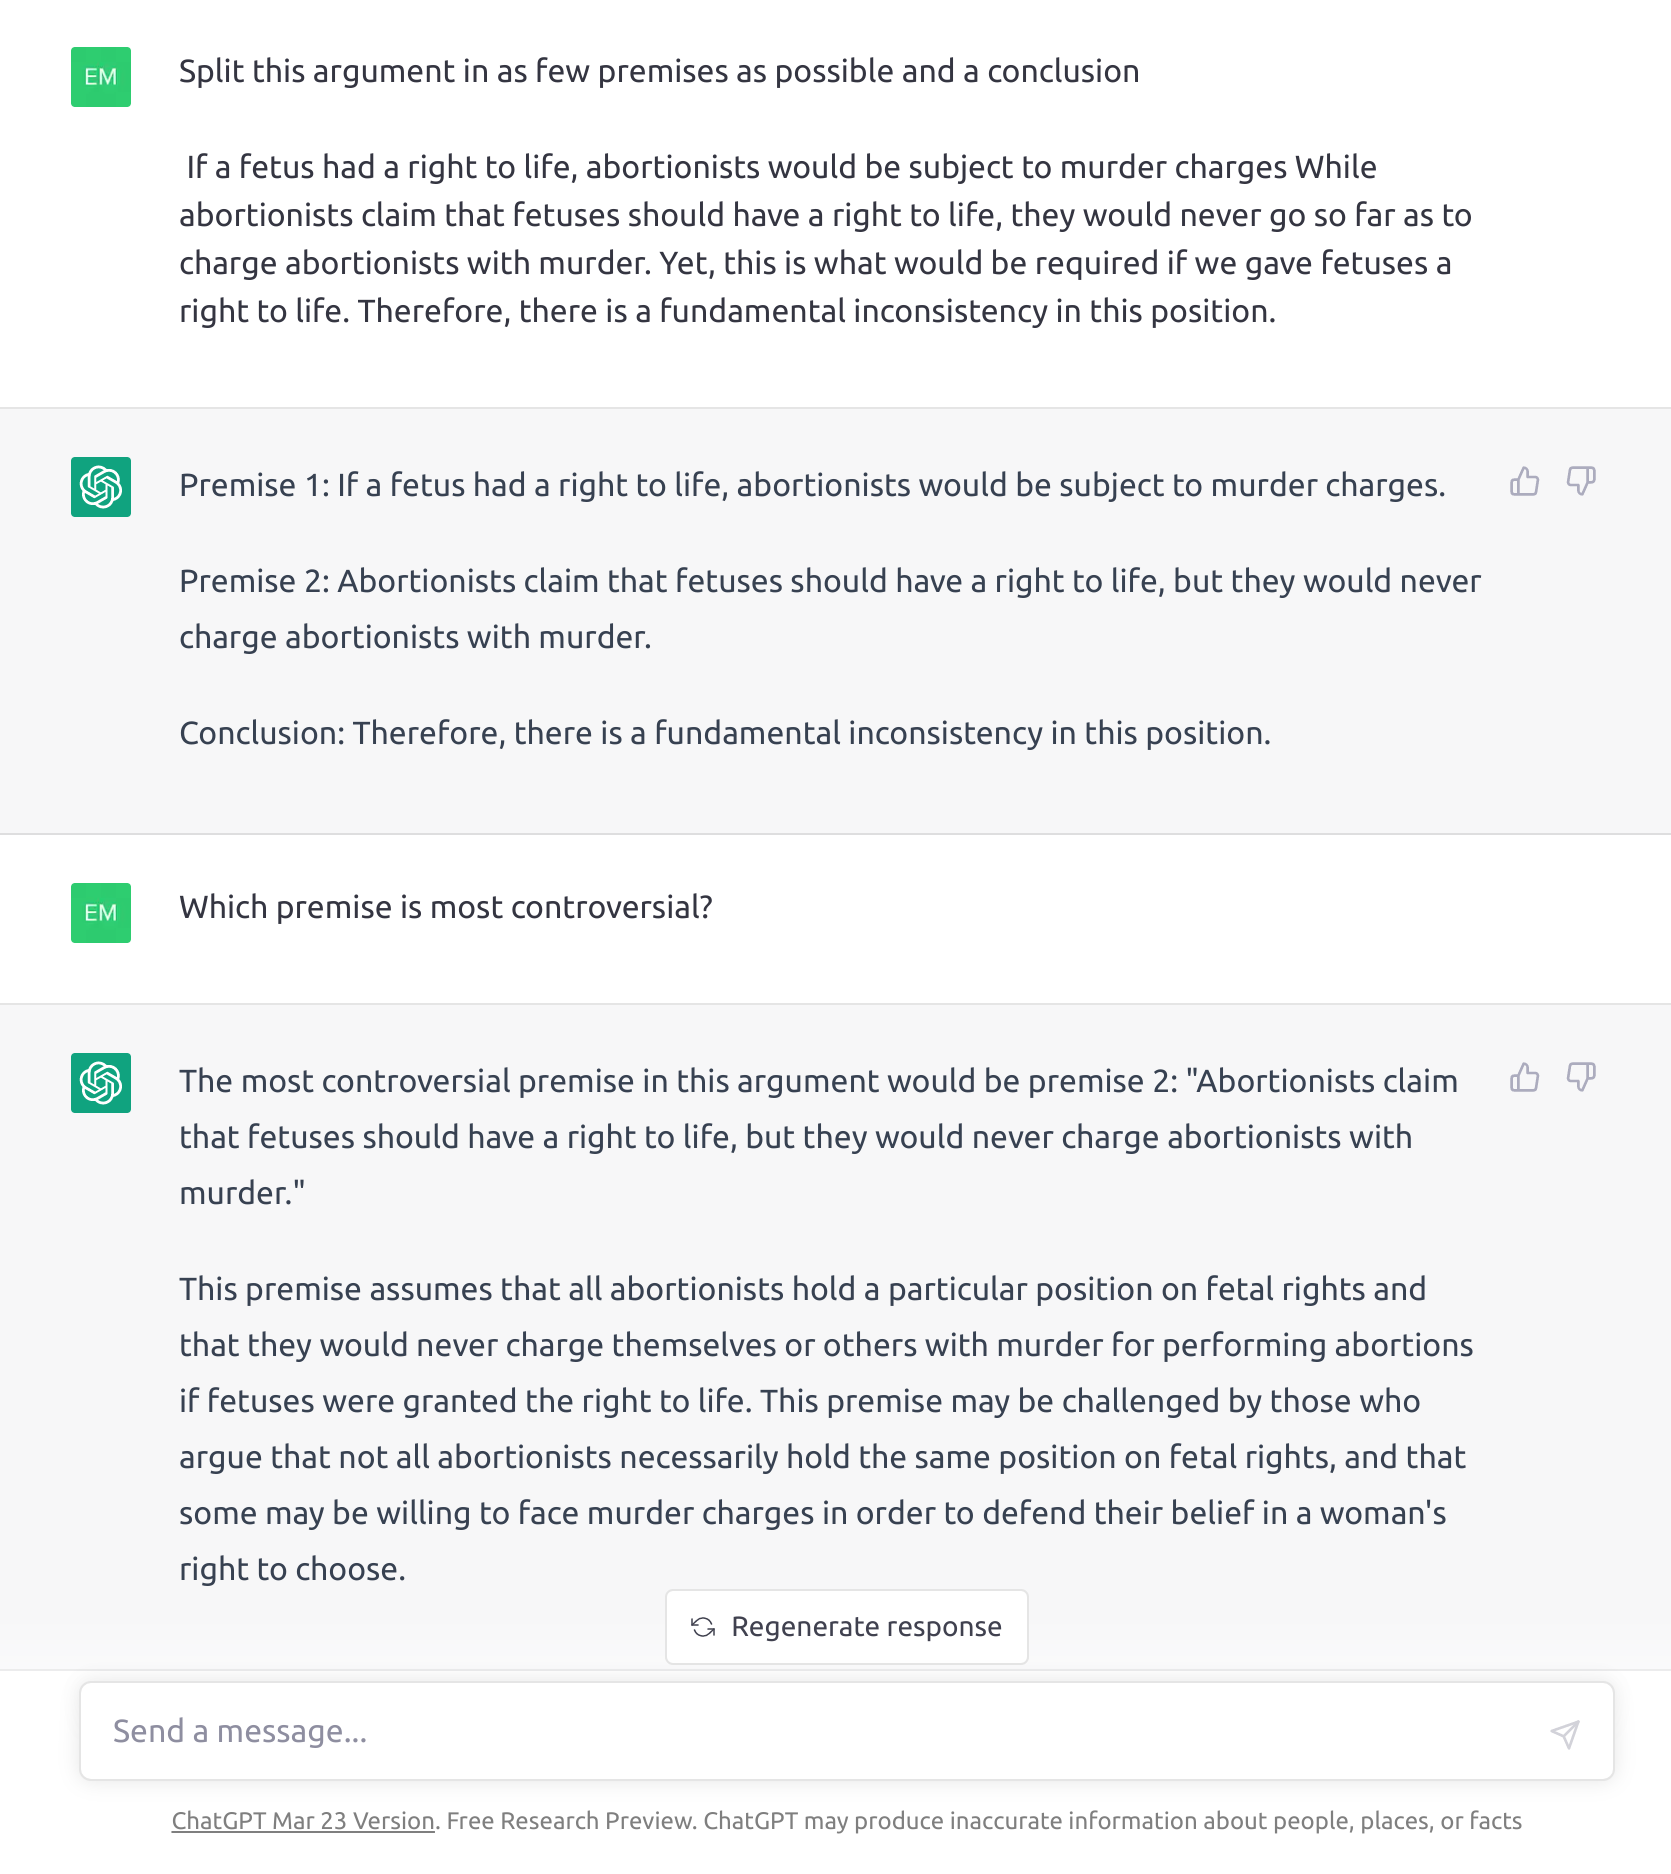 EM
Split this argument in as few premises as possible and a conclusion
If a fetus had a right to life, abortionists would be subject to murder charges While
abortionists claim that fetuses should have a right to life, they would never go so far as to
charge abortionists with murder. Yet, this is what would be required if we gave fetuses a
right to life. Therefore, there is a fundamental inconsistency in this position.
Premise 1: If a fetus had a right to life, abortionists would be subject to murder charges.
Premise 2: Abortionists claim that fetuses should have a right to life, but they would never
charge abortionists with murder.
Conclusion: Therefore, there is a fundamental inconsistency in this position.
EM
Which premise is most controversial?
The most controversial premise in this argument would be premise 2: "Abortionists claim
that fetuses should have a right to life, but they would never charge abortionists with
murder."
This premise assumes that all abortionists hold a particular position on fetal rights and
that they would never charge themselves or others with murder for performing abortions
if fetuses were granted the right to life. This premise may be challenged by those who
argue that not all abortionists necessarily hold the same position on fetal rights, and that
some may be willing to face murder charges in order to defend their belief in a woman's
right to choose.
Regenerate response
Send a message...
ChatGPT Mar 23 Version. Free Research Preview. ChatGPT may produce inaccurate information about people, places, or facts